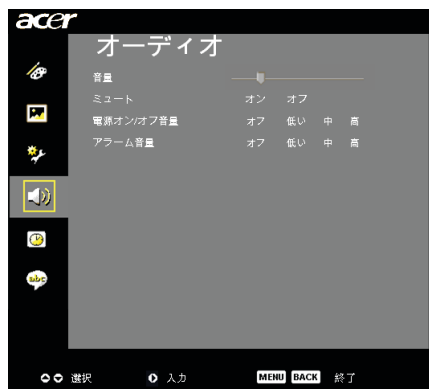 acer
オーディオ
音量
ミュート オン オフ
電源オン/オフ音量 オフ 低い 中 高
アラーム音量 オフ 低い 中 高
abc
選択 入力 MENU BACK 終了